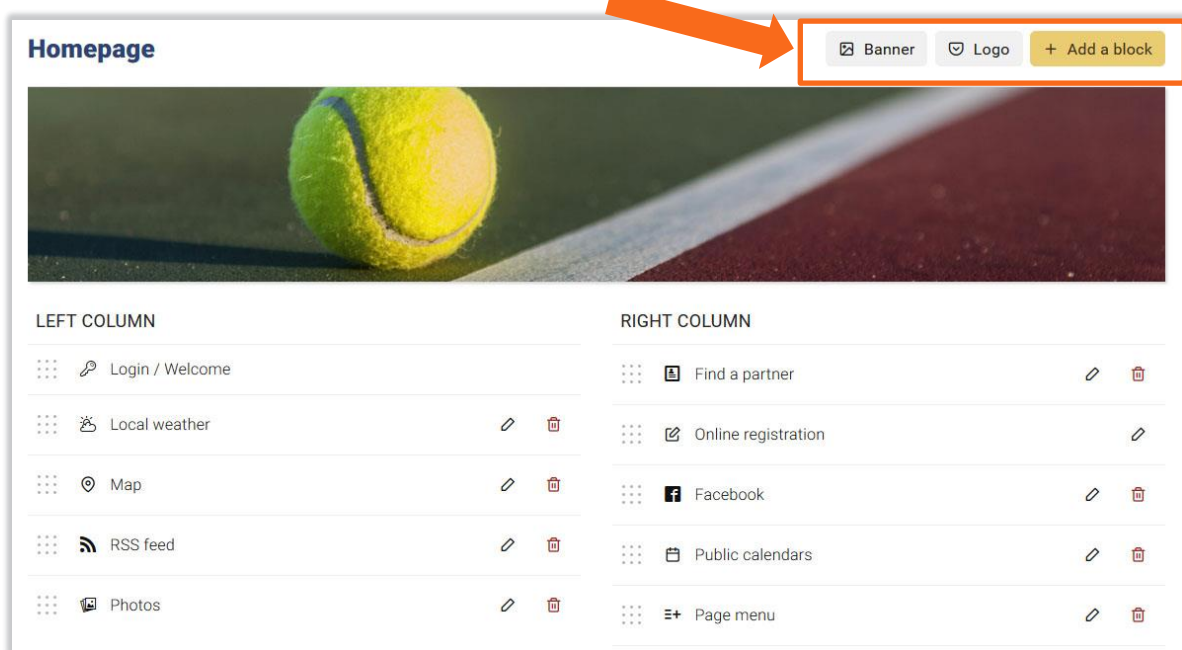 Homepage
Banner
Logo
+ Add a block
LEFT COLUMN
Login / Welcome
Local weather
Map
RSS feed
Photos
RIGHT COLUMN
Find a partner
Online registration
Facebook
Public calendars
Page menu